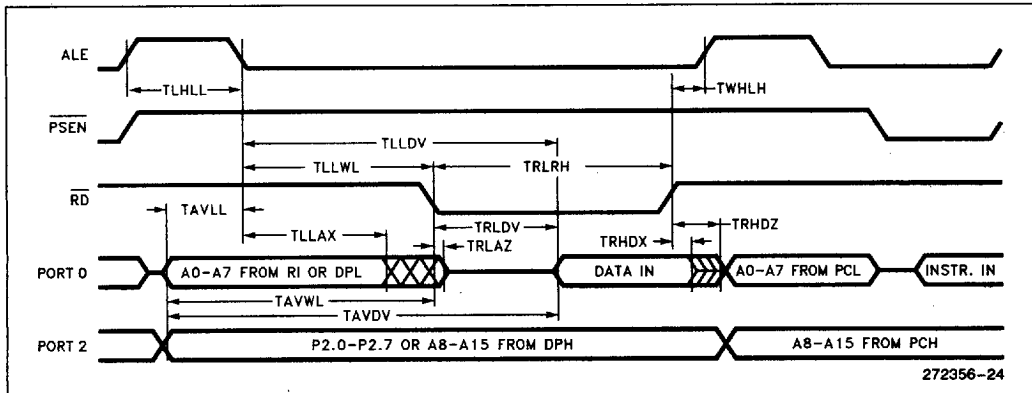 ALE
TLHLL
TWHLH
PSEN
TLLDV
TLLWL
TRLRH
RD
TAVLL
TRLDV
TRHDZ
TLLAX
TRLAZ
TRHDX
PORT 0
A0–A7 FROM RI OR DPL
DATA IN
A0–A7 FROM PCL
INSTR. IN
TAVWL
TAVDV
PORT 2
P2.0–P2.7 OR A8–A15 FROM DPH
A8–A15 FROM PCH
272356–24